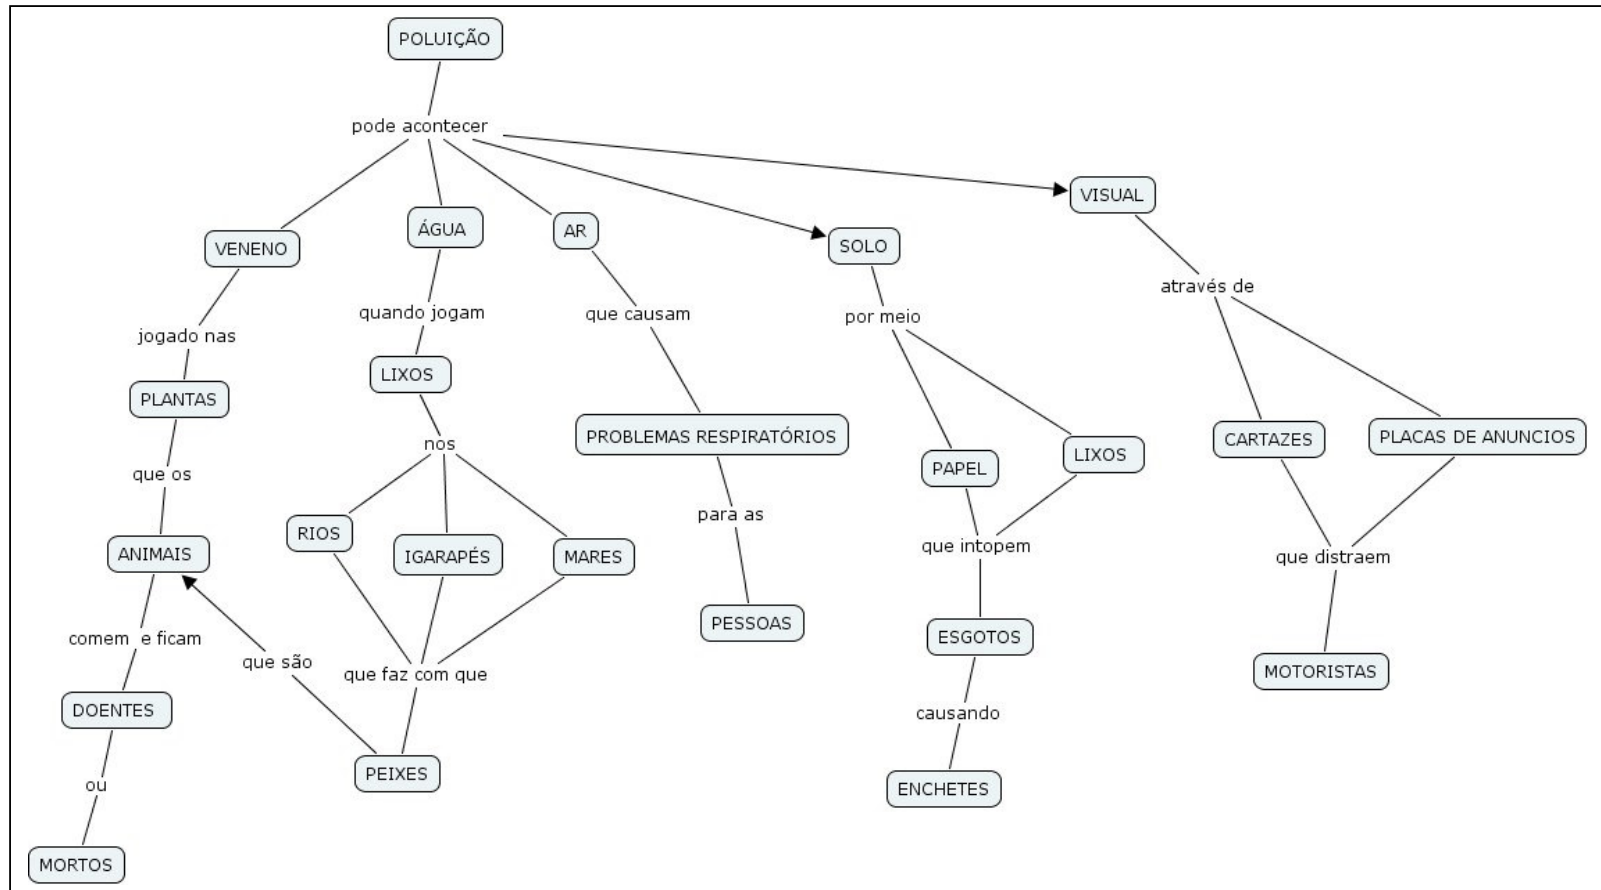 POLUIÇÃO
pode acontecer
VISUAL
ÁGUA
AR
SOLO
VENENO
através de
quando jogam
que causam
por meio
jogado nas
LIXOS
PLANTAS
PROBLEMAS RESPIRATÓRIOS
CARTAZES
PLACAS DE ANUNCIOS
nos
LIXOS
PAPEL
que os
para as
RIOS
que intopem
ANIMAIS
IGARAPÉS
MARES
que distraem
PESSOAS
comem e ficam
ESGOTOS
que são
que faz com que
MOTORISTAS
DOENTES
causando
PEIXES
ou
ENCHETES
MORTOS